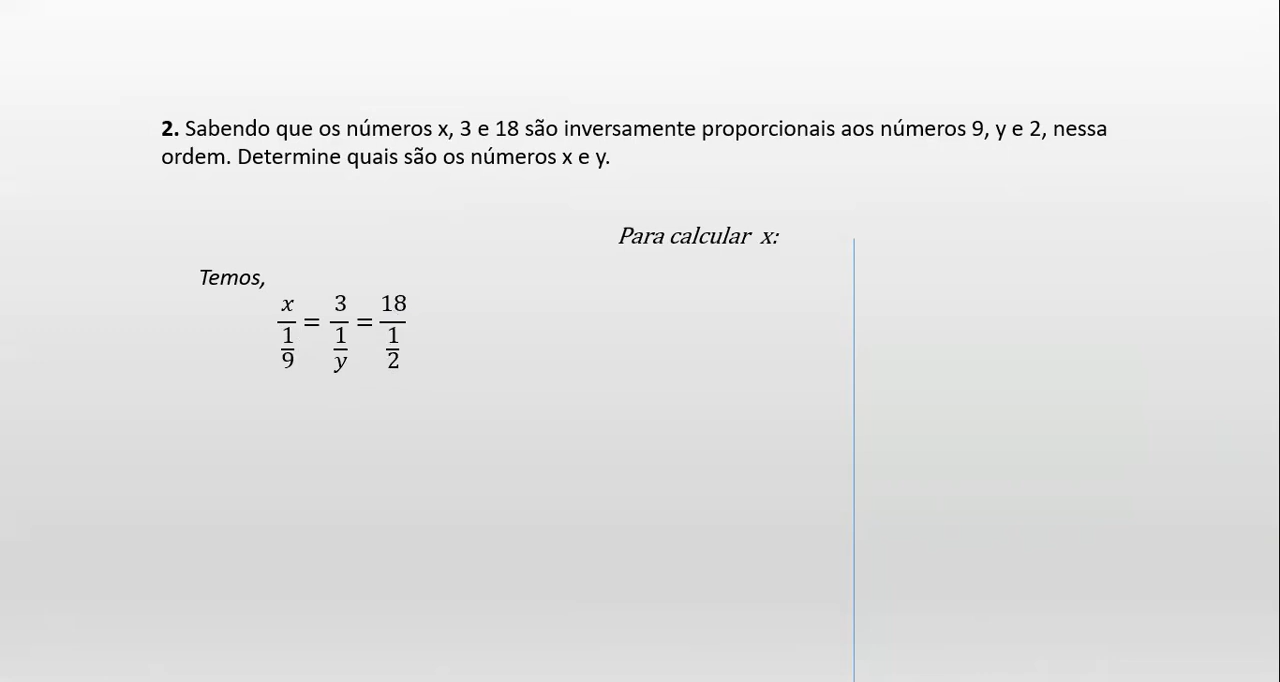 2. Sabendo que os números x, 3 e 18 são inversamente proporcionais aos números 9, y e 2, nessa
ordem. Determine quais são os números x e y.
Para calcular x:
Temos,
x/(1/9) = 3/(1/y) = 18/(1/2)